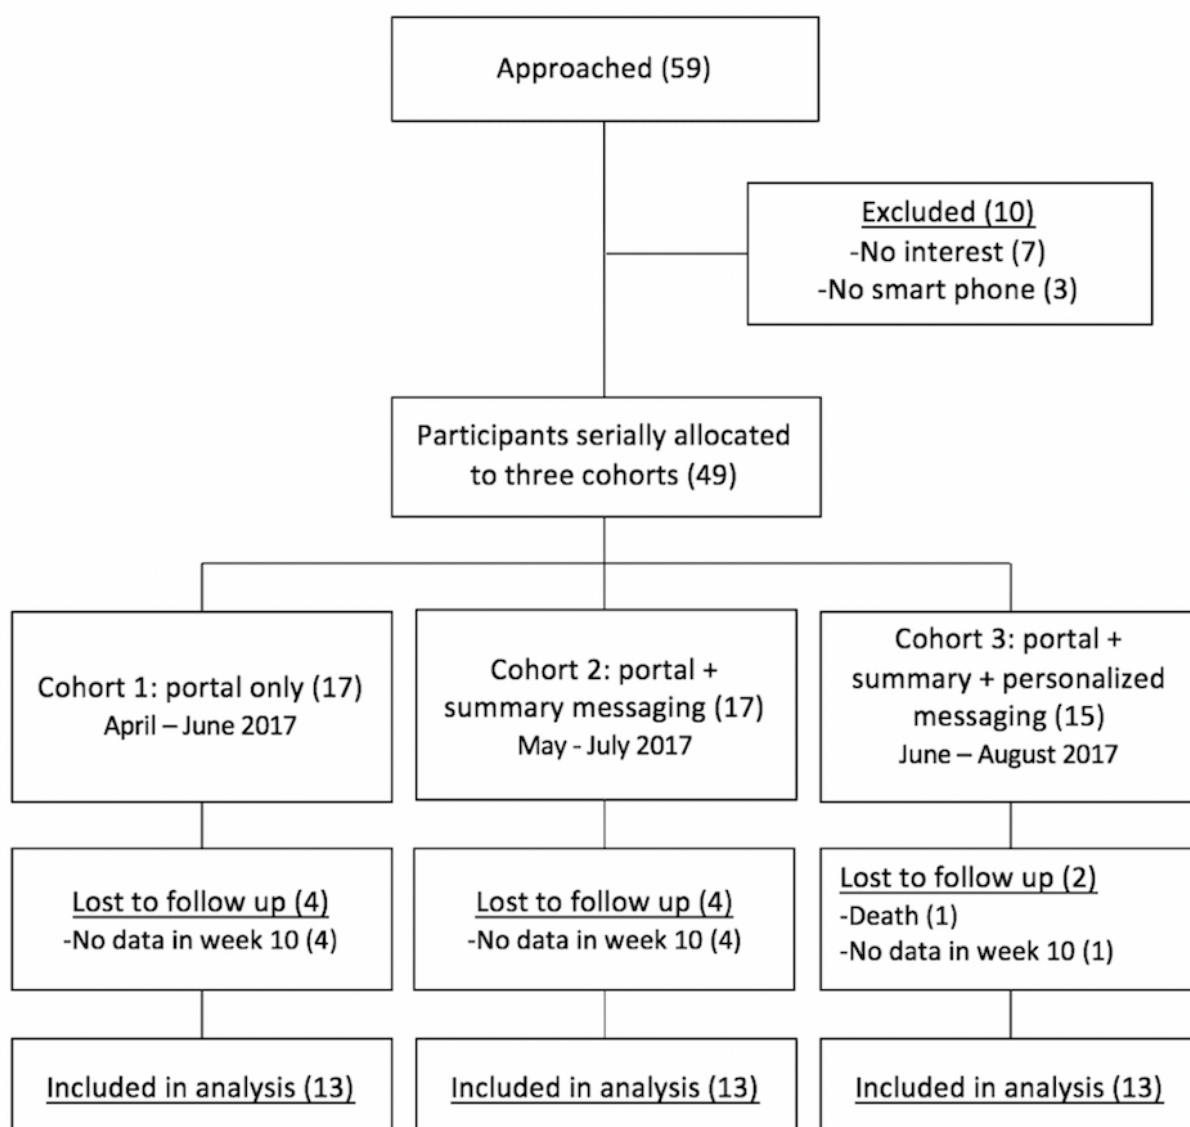 Approached (59)
Excluded (10)
-No interest (7)
-No smart phone (3)
Participants serially allocated
to three cohorts (49)
Cohort 1: portal only (17)
April – June 2017
Cohort 2: portal +
summary messaging (17)
May - July 2017
Cohort 3: portal +
summary + personalized
messaging (15)
June – August 2017
Lost to follow up (4)
-No data in week 10 (4)
Lost to follow up (4)
-No data in week 10 (4)
Lost to follow up (2)
-Death (1)
-No data in week 10 (1)
Included in analysis (13)
Included in analysis (13)
Included in analysis (13)